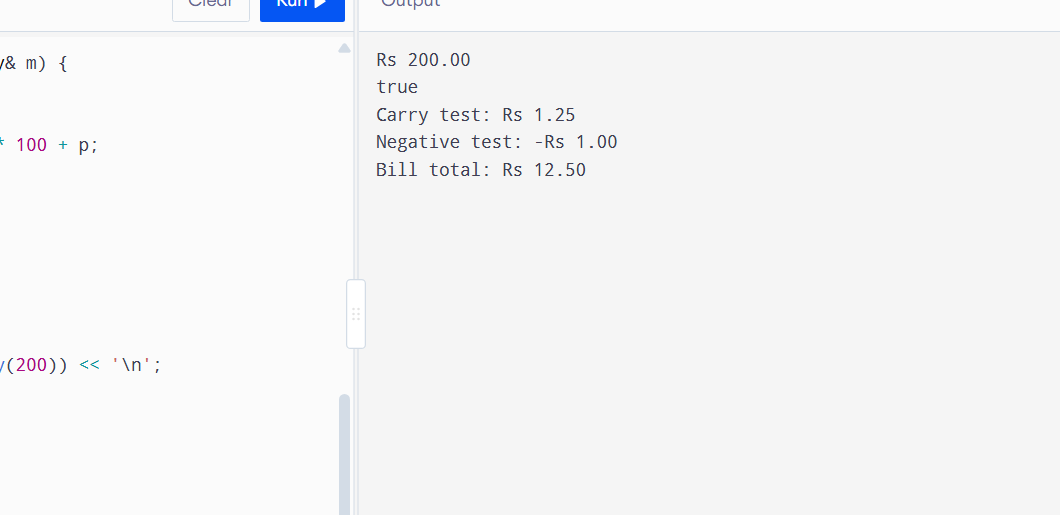 Clear
Run
Output
& m) {
* 100 + p;
(200)) << '\n';
Rs 200.00
true
Carry test: Rs 1.25
Negative test: -Rs 1.00
Bill total: Rs 12.50